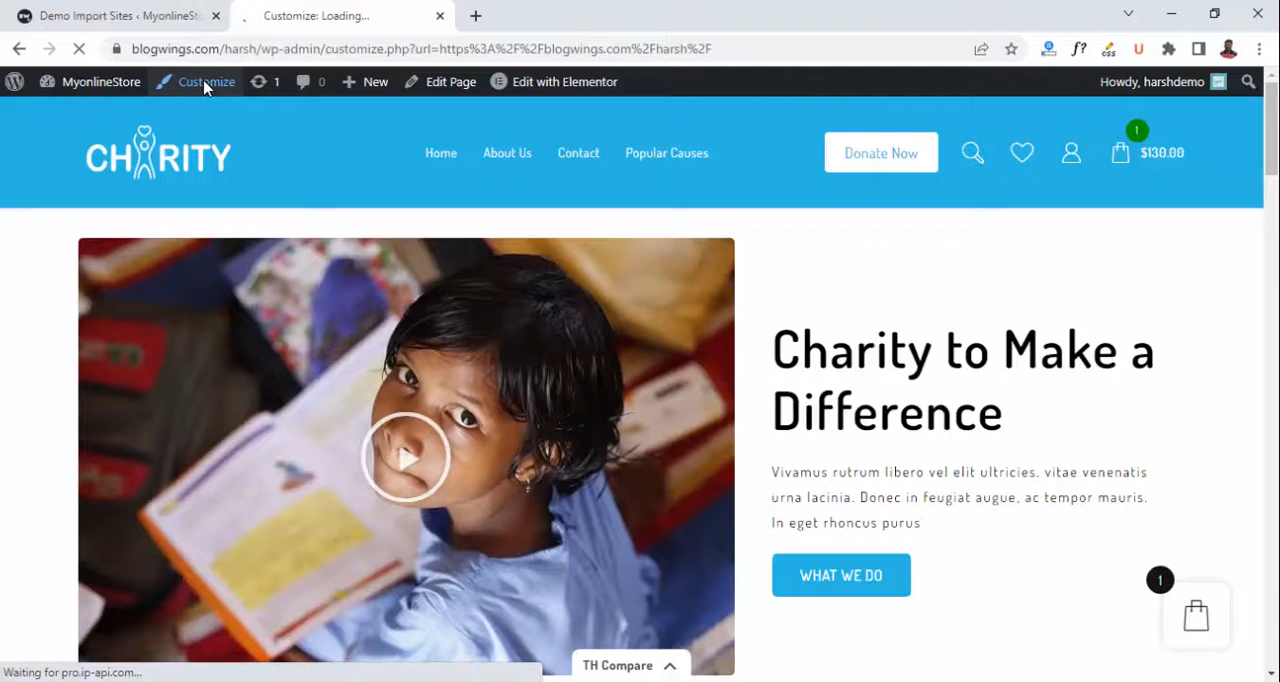 Demo Import Sites ‹ MyonlineSto
Customize: Loading...
blogwings.com/harsh/wp-admin/customize.php?url=https%3A%2F%2Fblogwings.com%2Fharsh%2F
MyonlineStore
Customize
1
0
New
Edit Page
Edit with Elementor
Howdy, harshdemo
CHARITY
Home
About Us
Contact
Popular Causes
Donate Now
1
$130.00
Charity to Make a
Difference
Vivamus rutrum libero vel elit ultricies, vitae venenatis
urna lacinia. Donec in feugiat augue, ac tempor mauris.
In eget rhoncus purus
WHAT WE DO
1
TH Compare
Waiting for pro.ip-api.com...